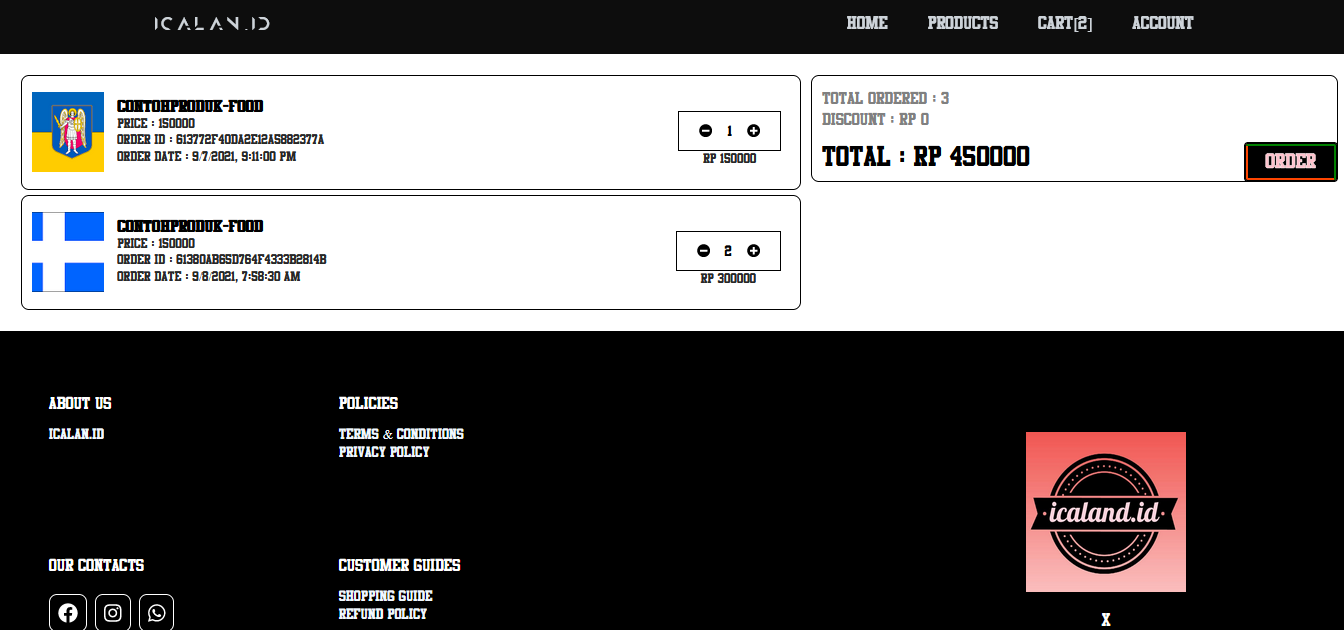 ICALAN.ID
HOME PRODUCTS CART[2] ACCOUNT
CONTOHPRODUK-FOOD
PRICE : 150000
ORDER ID : 613772F40DA2E12A5882377A
ORDER DATE : 9/7/2021, 9:11:00 PM
1
RP 150000
CONTOHPRODUK-FOOD
PRICE : 150000
ORDER ID : 61380AB65D764F4333B2814B
ORDER DATE : 9/8/2021, 7:58:30 AM
2
RP 300000
TOTAL ORDERED : 3
DISCOUNT : RP 0
TOTAL : RP 450000
ORDER
ABOUT US
ICALAN.ID
POLICIES
TERMS & CONDITIONS
PRIVACY POLICY
OUR CONTACTS
CUSTOMER GUIDES
SHOPPING GUIDE
REFUND POLICY
icaland.id
X